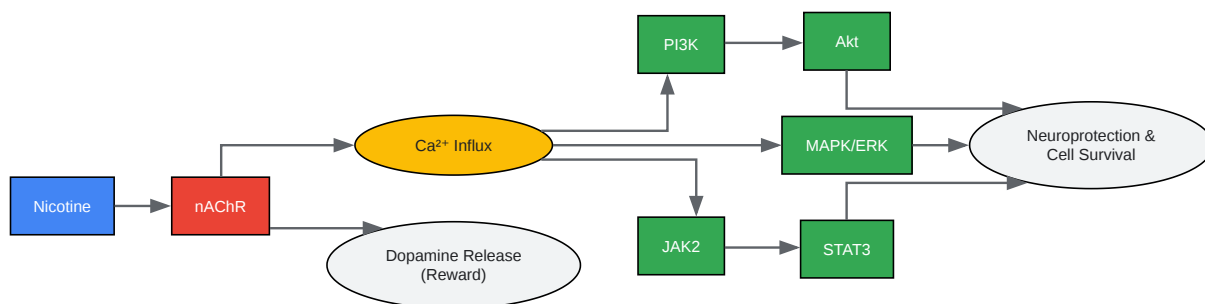 PI3K
Akt
Ca²⁺ Influx
MAPK/ERK
Neuroprotection &
Cell Survival
Nicotine
nAChR
Dopamine Release
(Reward)
JAK2
STAT3